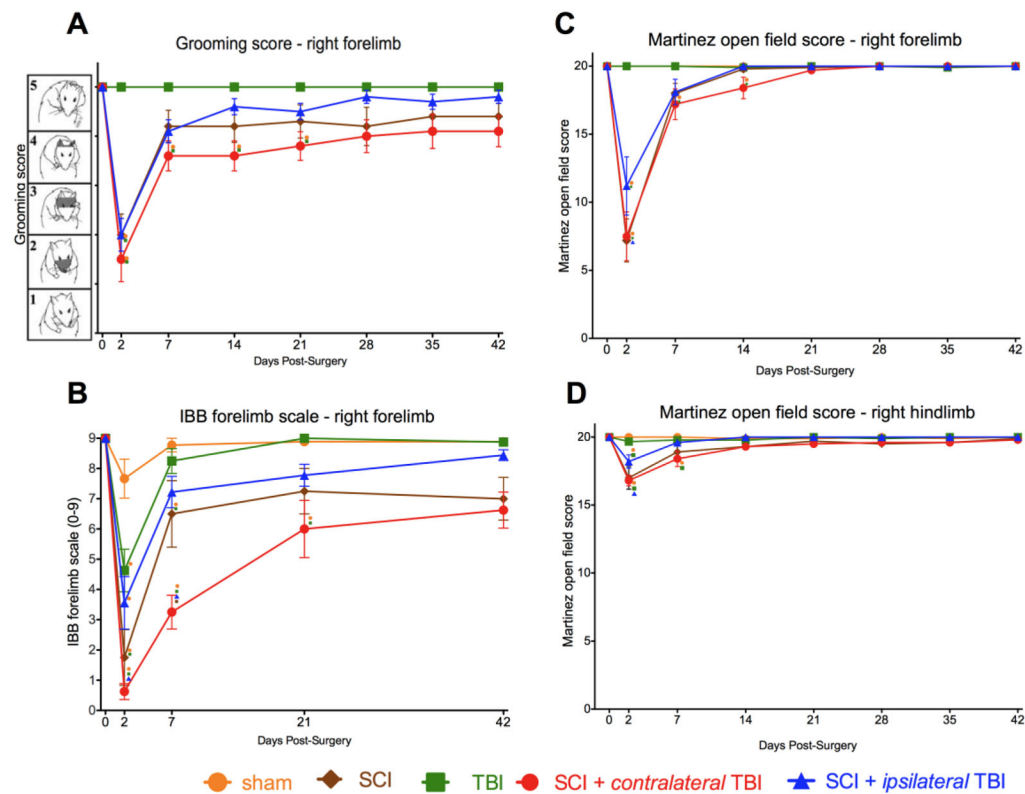 A
Grooming score - right forelimb
Grooming score
5
4
3
2
1
0 2 7 14 21 28 35 42
Days Post-Surgery
C
Martinez open field score - right forelimb
Martinez open field score
20
15
10
5
0
0 2 7 14 21 28 35 42
Days Post-Surgery
B
IBB forelimb scale - right forelimb
IBB forelimb scale (0-9)
9
8
7
6
5
4
3
2
1
0
0 2 7 21 42
Days Post-Surgery
D
Martinez open field score - right hindlimb
Martinez open field score
20
15
10
5
0
0 2 7 14 21 28 35 42
Days Post-Surgery
sham SCI TBI SCI + contralateral TBI SCI + ipsilateral TBI